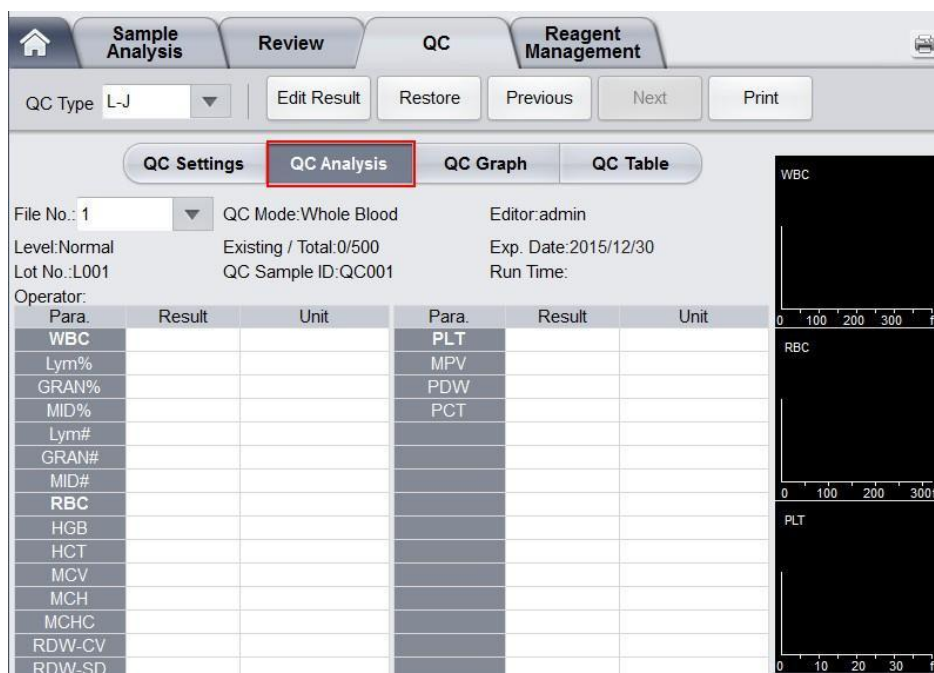 Sample Analysis Review QC Reagent Management
QC Type L-J Edit Result Restore Previous Next Print
QC Settings QC Analysis QC Graph QC Table
File No.: 1 QC Mode:Whole Blood Editor:admin
Level:Normal Existing / Total:0/500 Exp. Date:2015/12/30
Lot No.:L001 QC Sample ID:QC001 Run Time:
Operator:
Para. Result Unit Para. Result Unit
WBC PLT
Lym% MPV
GRAN% PDW
MID% PCT
Lym#
GRAN#
MID#
RBC
HGB
HCT
MCV
MCH
MCHC
RDW-CV
RDW-SD
WBC
0 100 200 300 f
RBC
0 100 200 300f
PLT
0 10 20 30 f